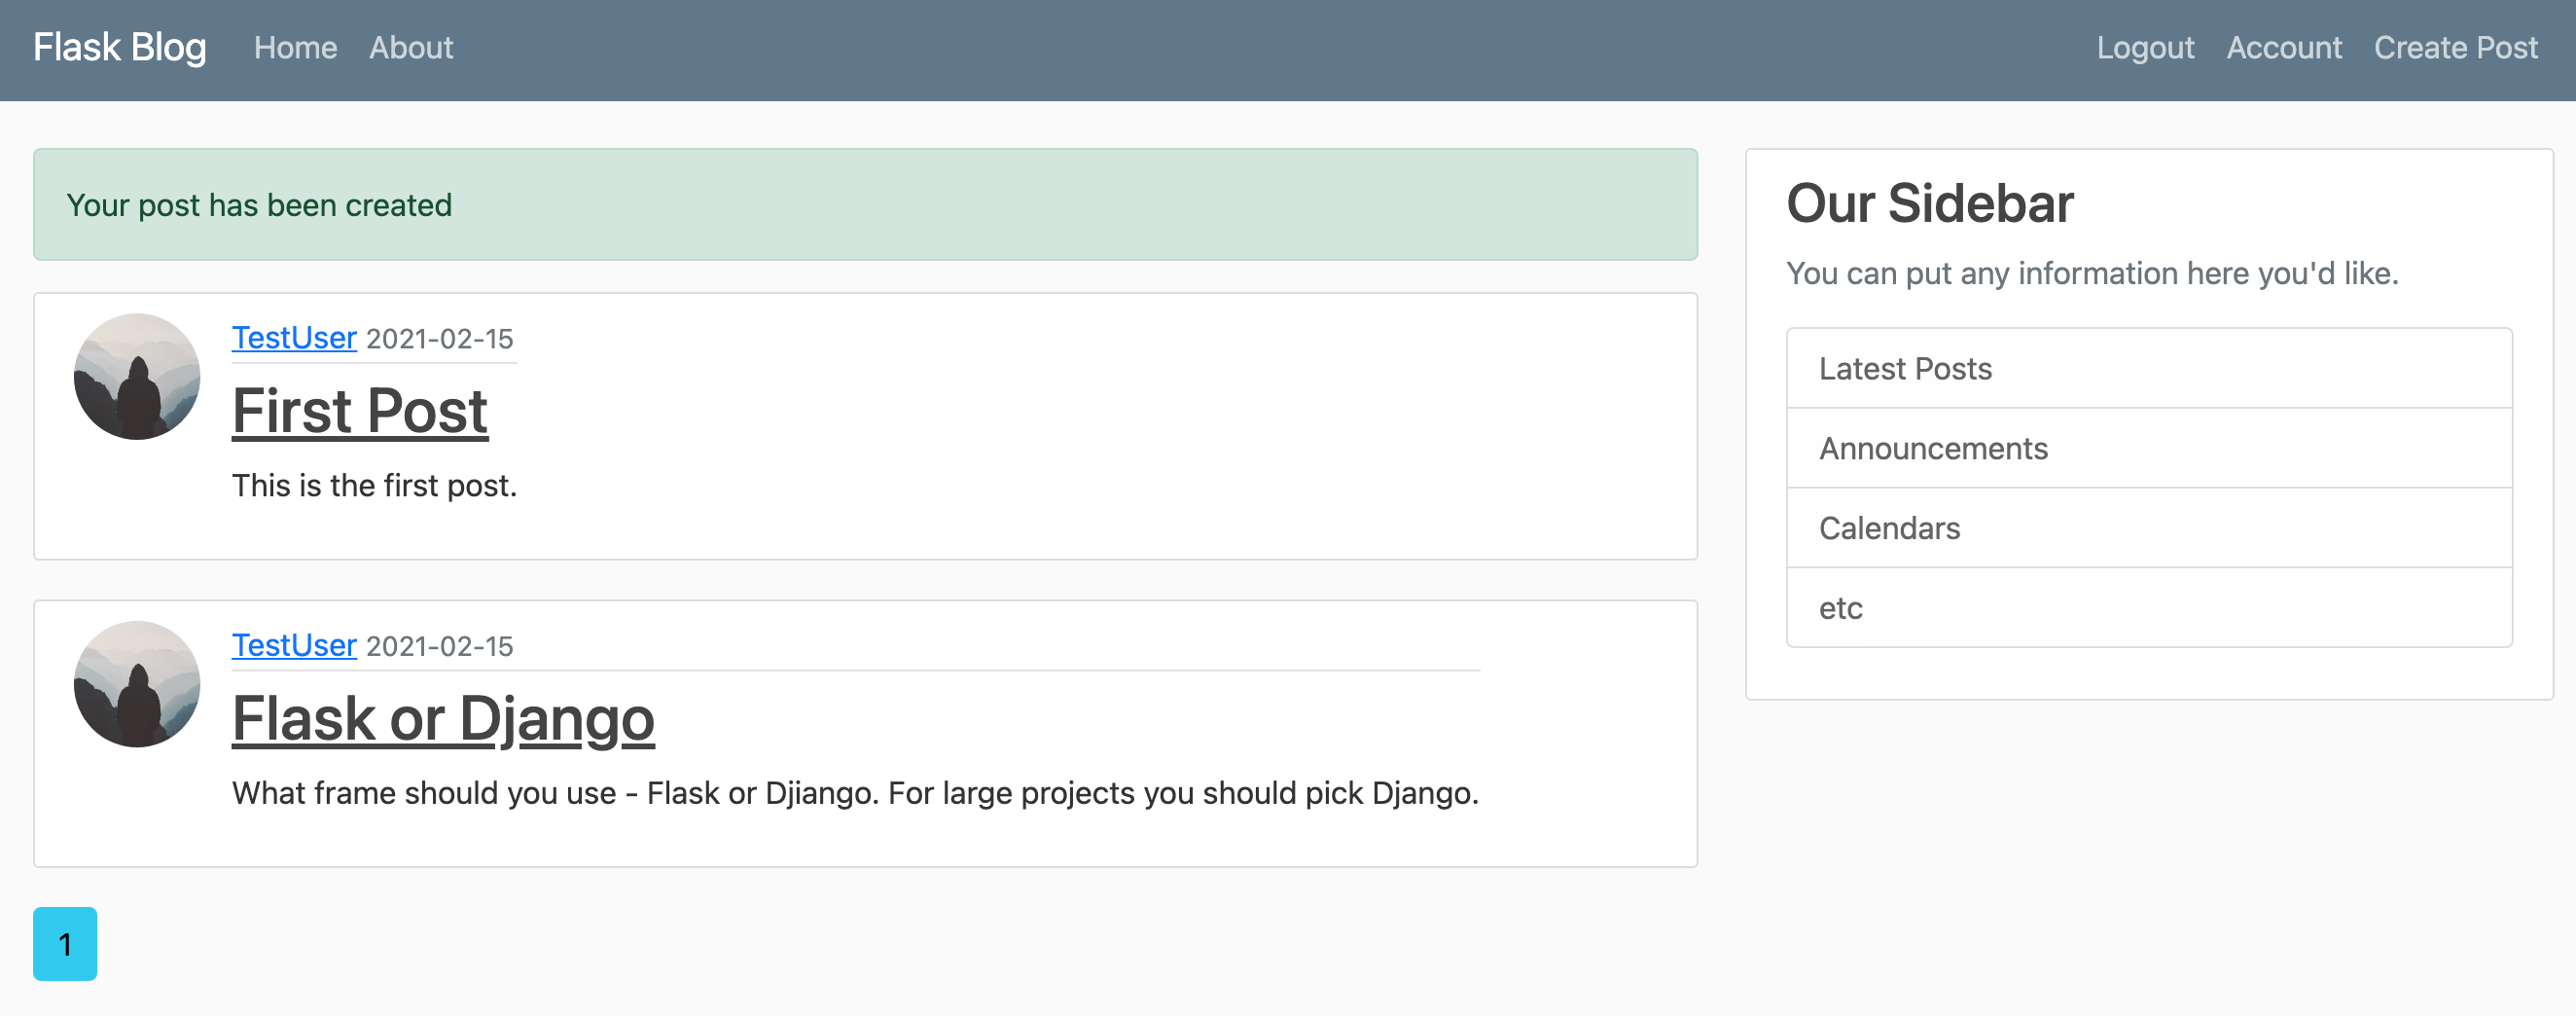 Flask Blog Home About Logout Account Create Post
Your post has been created
TestUser 2021-02-15
First Post
This is the first post.
TestUser 2021-02-15
Flask or Django
What frame should you use - Flask or Djiango. For large projects you should pick Django.
1
Our Sidebar
You can put any information here you'd like.
Latest Posts
Announcements
Calendars
etc